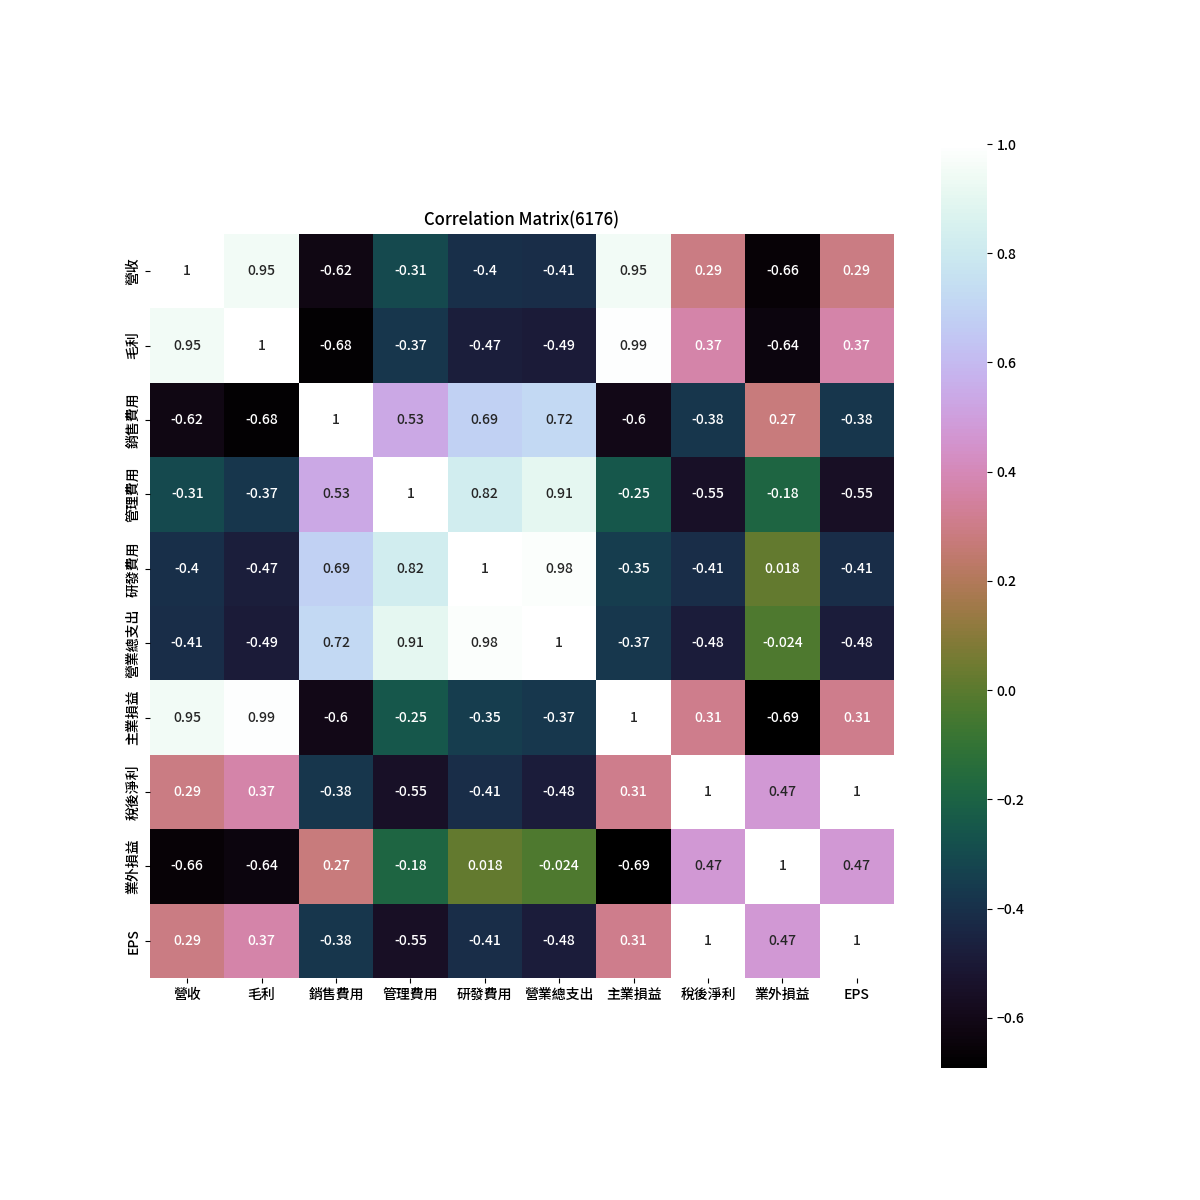 Correlation Matrix(6176)
營收 1 0.95 -0.62 -0.31 -0.4 -0.41 0.95 0.29 -0.66 0.29
毛利 0.95 1 -0.68 -0.37 -0.47 -0.49 0.99 0.37 -0.64 0.37
銷售費用 -0.62 -0.68 1 0.53 0.69 0.72 -0.6 -0.38 0.27 -0.38
管理費用 -0.31 -0.37 0.53 1 0.82 0.91 -0.25 -0.55 -0.18 -0.55
研發費用 -0.4 -0.47 0.69 0.82 1 0.98 -0.35 -0.41 0.018 -0.41
營業總支出 -0.41 -0.49 0.72 0.91 0.98 1 -0.37 -0.48 -0.024 -0.48
主業損益 0.95 0.99 -0.6 -0.25 -0.35 -0.37 1 0.31 -0.69 0.31
稅後淨利 0.29 0.37 -0.38 -0.55 -0.41 -0.48 0.31 1 0.47 1
業外損益 -0.66 -0.64 0.27 -0.18 0.018 -0.024 -0.69 0.47 1 0.47
EPS 0.29 0.37 -0.38 -0.55 -0.41 -0.48 0.31 1 0.47 1
營收 毛利 銷售費用 管理費用 研發費用 營業總支出 主業損益 稅後淨利 業外損益 EPS
1.0
0.8
0.6
0.4
0.2
0.0
−0.2
−0.4
−0.6